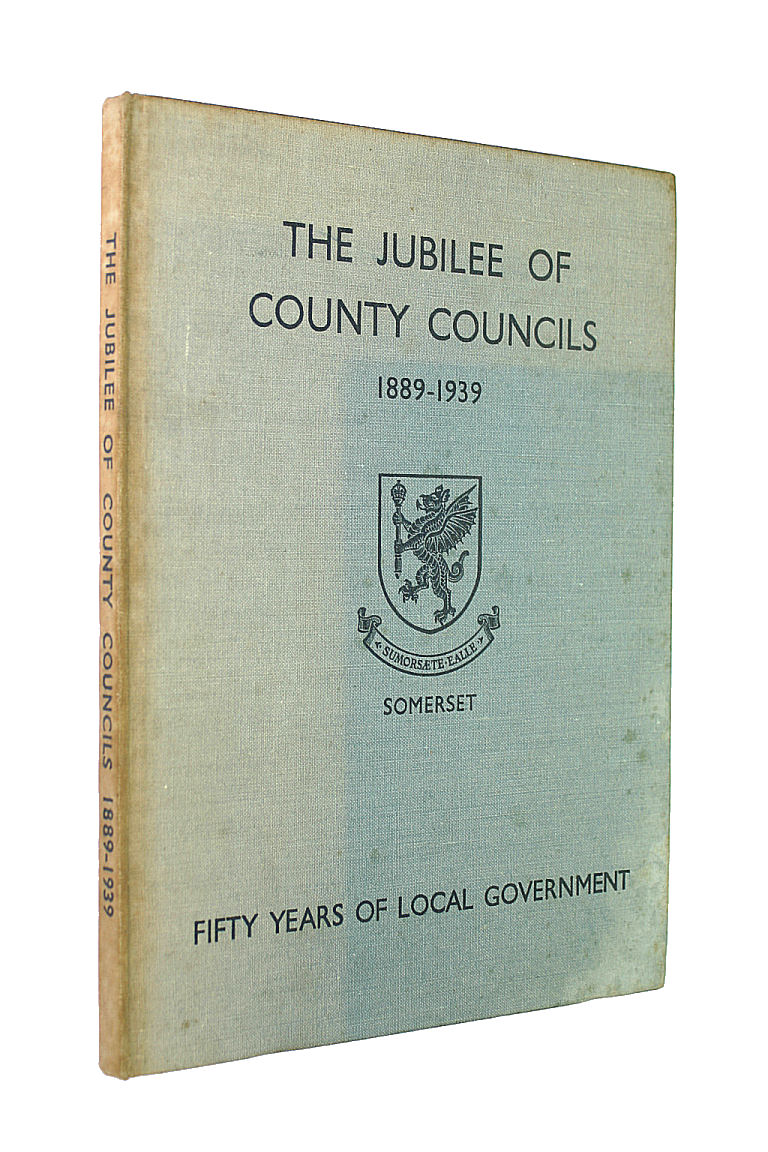 THE JUBILEE OF COUNTY COUNCILS 1889-1939
THE JUBILEE OF
COUNTY COUNCILS
1889-1939
SUMORSÆTE·EALLE
SOMERSET
FIFTY YEARS OF LOCAL GOVERNMENT